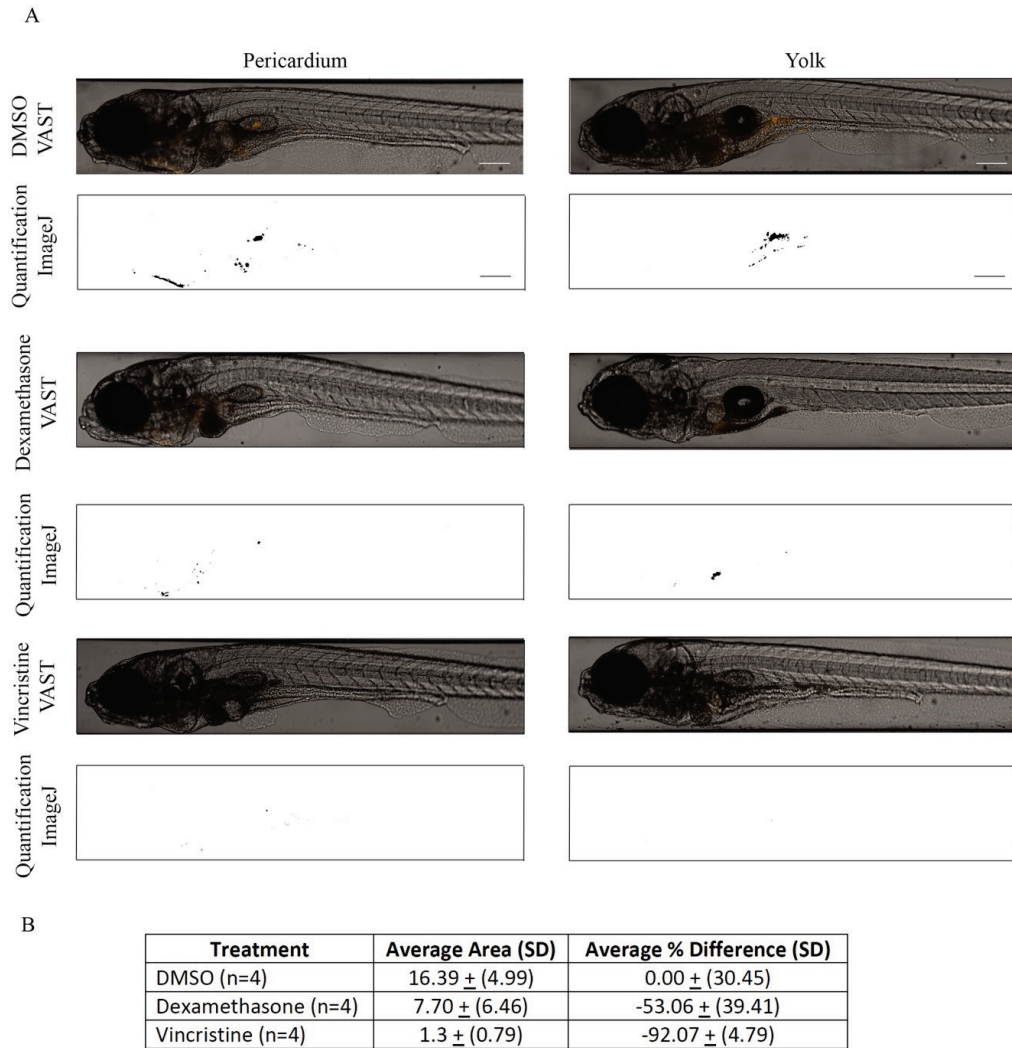 A
Pericardium
Yolk
DMSO
VAST
Quantification
ImageJ
Dexamethasone
VAST
Quantification
ImageJ
Vincristine
VAST
Quantification
ImageJ
B
Treatment Average Area (SD) Average % Difference (SD)
DMSO (n=4) 16.39 ± (4.99) 0.00 ± (30.45)
Dexamethasone (n=4) 7.70 ± (6.46) -53.06 ± (39.41)
Vincristine (n=4) 1.3 ± (0.79) -92.07 ± (4.79)